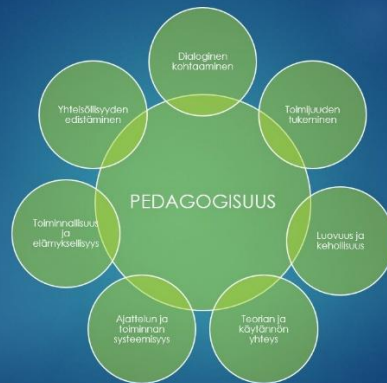 Dialoginen
kohtaaminen
Yhteisöllisyyden
edistäminen
Toimijuuden
tukeminen
PEDAGOGISUUS
Toiminnallisuus
ja
elämyksellisyys
Luovuus ja
kehollisuus
Ajattelun ja
toiminnan
systeemisyys
Teorian ja
käytännön
yhteys